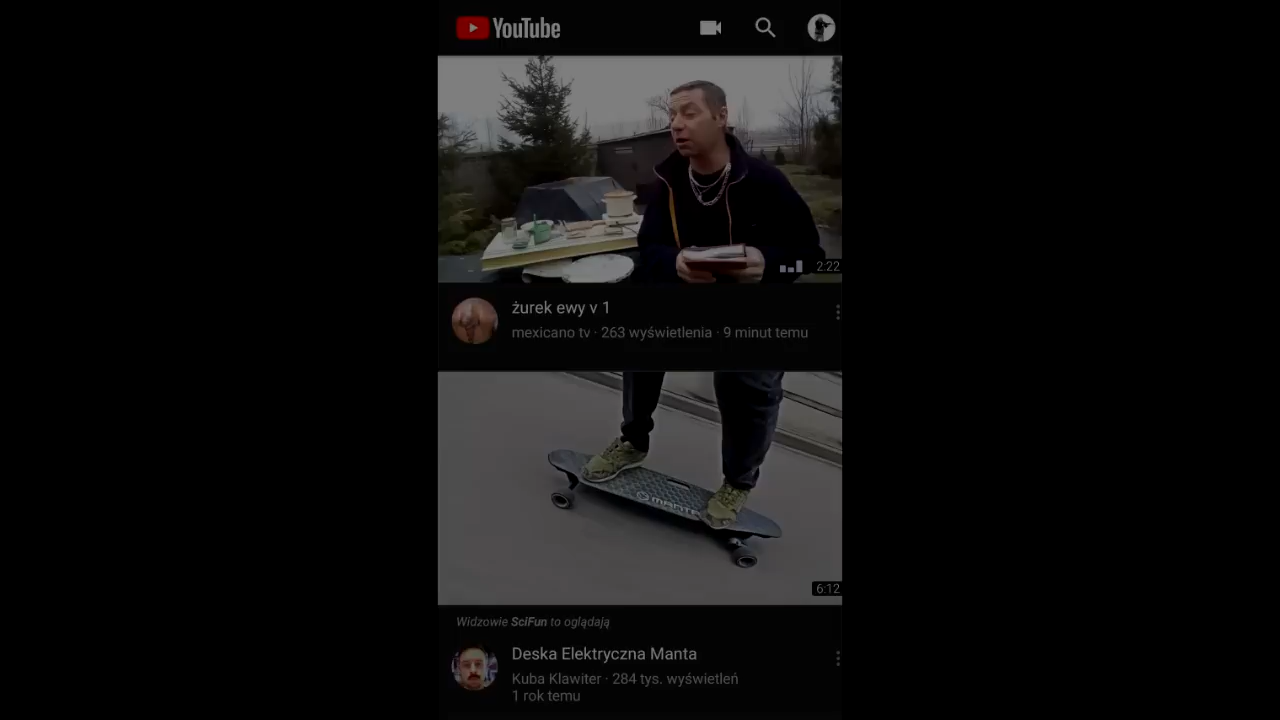 YouTube
2:22
żurek ewy v 1
mexicano tv · 263 wyświetlenia · 9 minut temu
MANTA
6:12
Widzowie SciFun to oglądają
Deska Elektryczna Manta
Kuba Klawiter · 284 tys. wyświetleń
1 rok temu